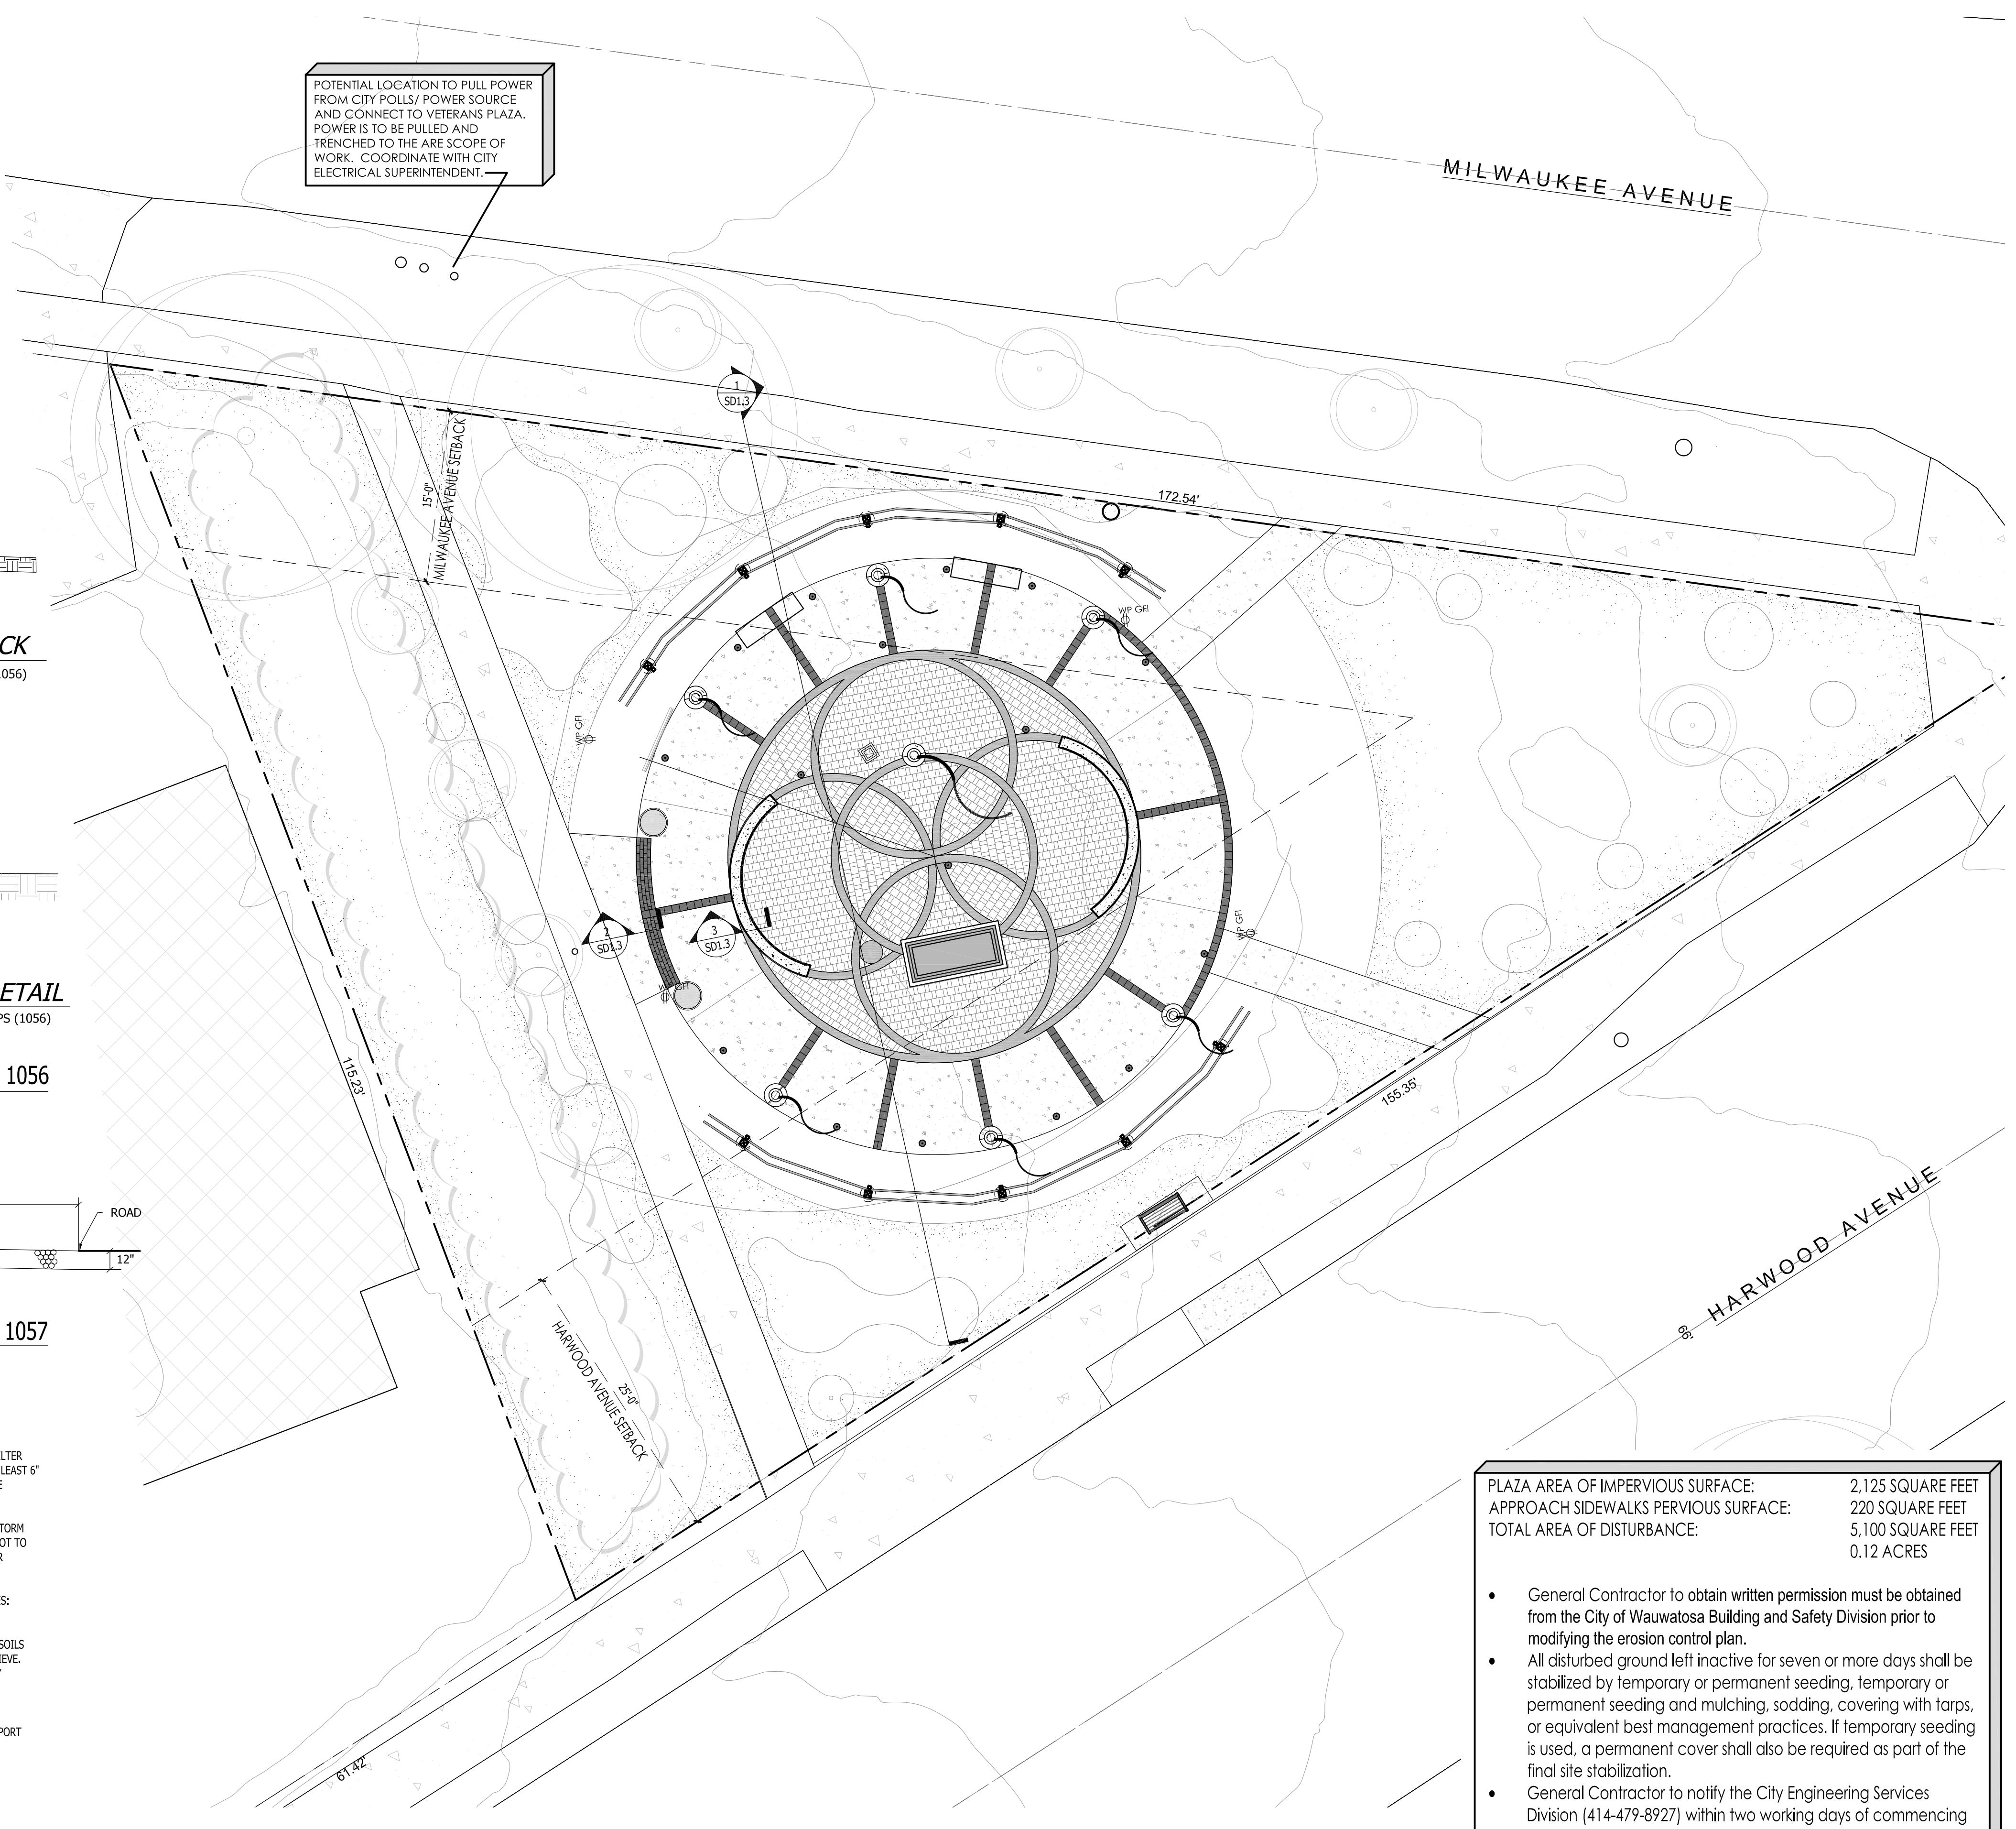 POTENTIAL LOCATION TO PULL POWER
FROM CITY POLLS/ POWER SOURCE
AND CONNECT TO VETERANS PLAZA.
POWER IS TO BE PULLED AND
TRENCHED TO THE ARE SCOPE OF
WORK. COORDINATE WITH CITY
ELECTRICAL SUPERINTENDENT.
MILWAUKEE AVENUE
1
SD1.3
15'-0"
MILWAUKEE AVENUE SETBACK
172.54'
WP GFI
WP GFI
CK
1056)
2
SD1.3
3
SD1.3
WP GFI
WP GFI
ETAIL
PS (1056)
1056
115.23'
155.35'
ROAD
12"
HARWOOD AVENUE
66'
1057
25'-0"
HARWOOD AVENUE SETBACK
LTER
LEAST 6"
E
TORM
OT TO
R
S:
SOILS
IEVE.
PORT
61.42'
PLAZA AREA OF IMPERVIOUS SURFACE: 2,125 SQUARE FEET
APPROACH SIDEWALKS PERVIOUS SURFACE: 220 SQUARE FEET
TOTAL AREA OF DISTURBANCE: 5,100 SQUARE FEET
0.12 ACRES
• General Contractor to obtain written permission must be obtained
from the City of Wauwatosa Building and Safety Division prior to
modifying the erosion control plan.
• All disturbed ground left inactive for seven or more days shall be
stabilized by temporary or permanent seeding, temporary or
permanent seeding and mulching, sodding, covering with tarps,
or equivalent best management practices. If temporary seeding
is used, a permanent cover shall also be required as part of the
final site stabilization.
• General Contractor to notify the City Engineering Services
Division (414-479-8927) within two working days of commencing